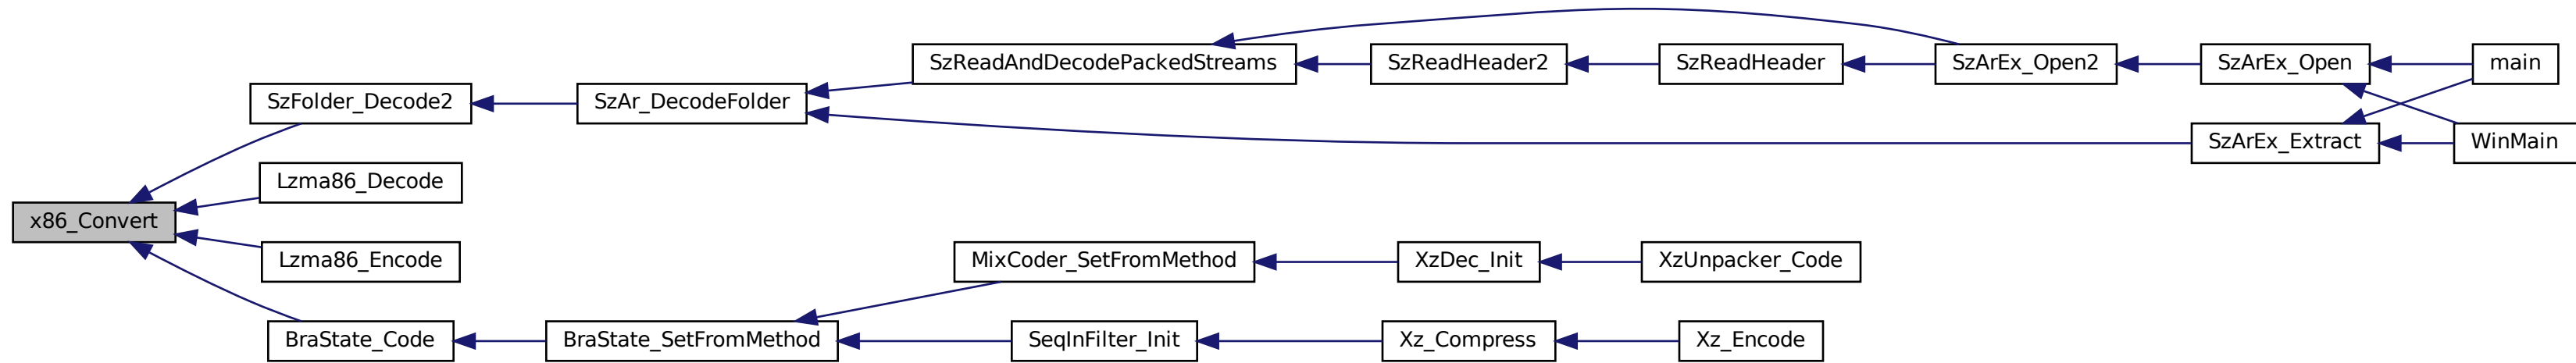 SzReadAndDecodePackedStreams
SzReadHeader2
SzReadHeader
SzArEx_Open2
SzArEx_Open
main
SzFolder_Decode2
SzAr_DecodeFolder
SzArEx_Extract
WinMain
Lzma86_Decode
x86_Convert
Lzma86_Encode
MixCoder_SetFromMethod
XzDec_Init
XzUnpacker_Code
BraState_Code
BraState_SetFromMethod
SeqInFilter_Init
Xz_Compress
Xz_Encode